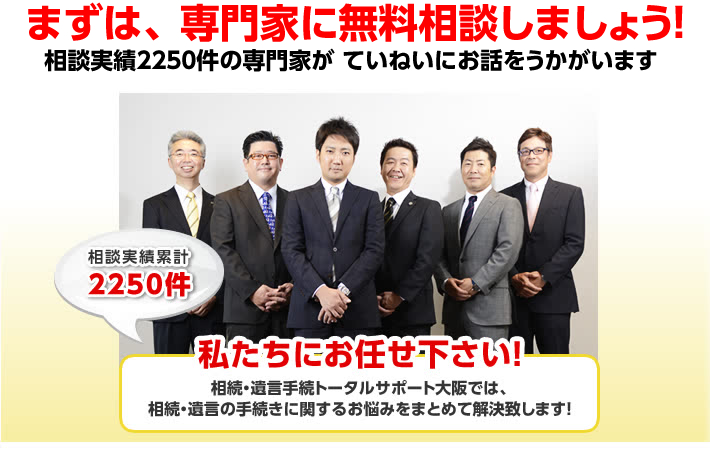 まずは、専門家に無料相談しましょう!
相談実績2250件の専門家が ていねいにお話をうかがいます
相談実績累計
2250件
私たちにお任せ下さい!
相続・遺言手続トータルサポート大阪では、
相続・遺言の手続きに関するお悩みをまとめて解決致します!